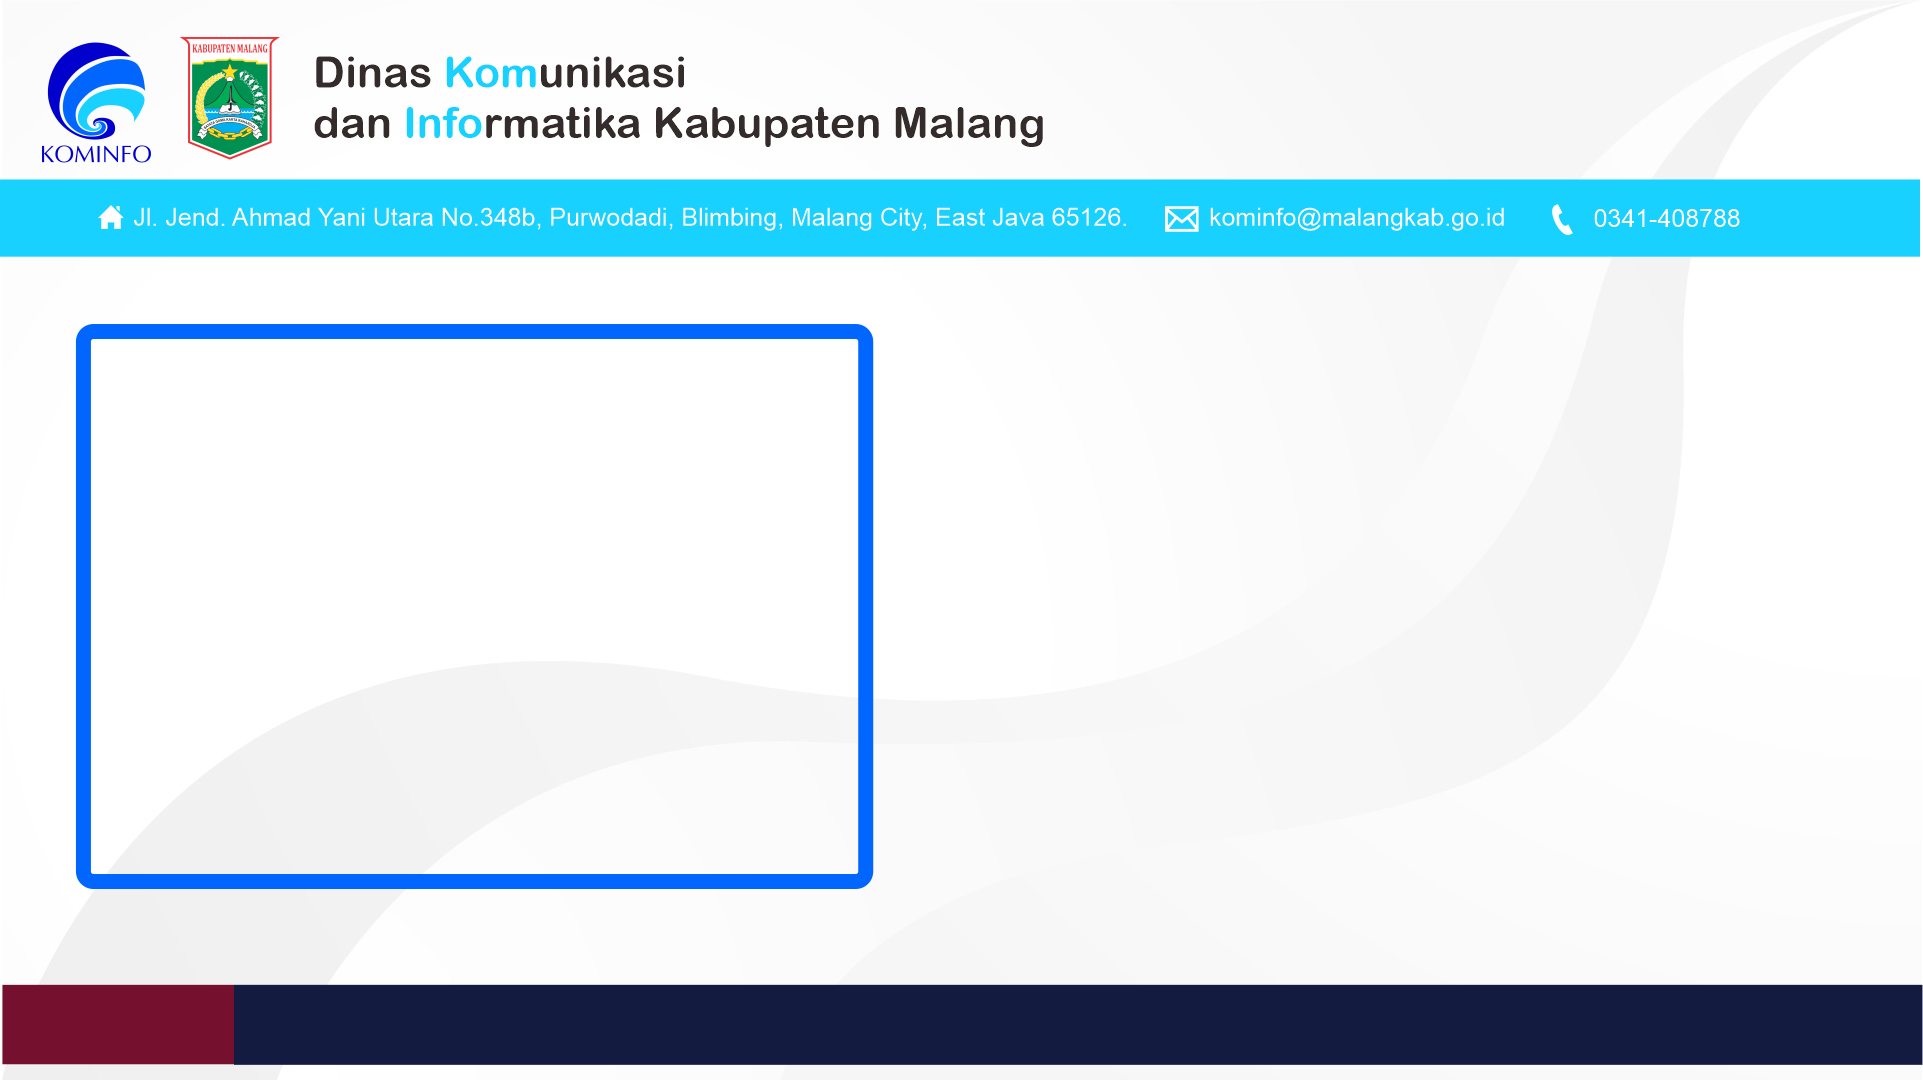 KOMINFO
KABUPATEN MALANG
Dinas Komunikasi
dan Informatika Kabupaten Malang
Jl. Jend. Ahmad Yani Utara No.348b, Purwodadi, Blimbing, Malang City, East Java 65126.
kominfo@malangkab.go.id
0341-408788